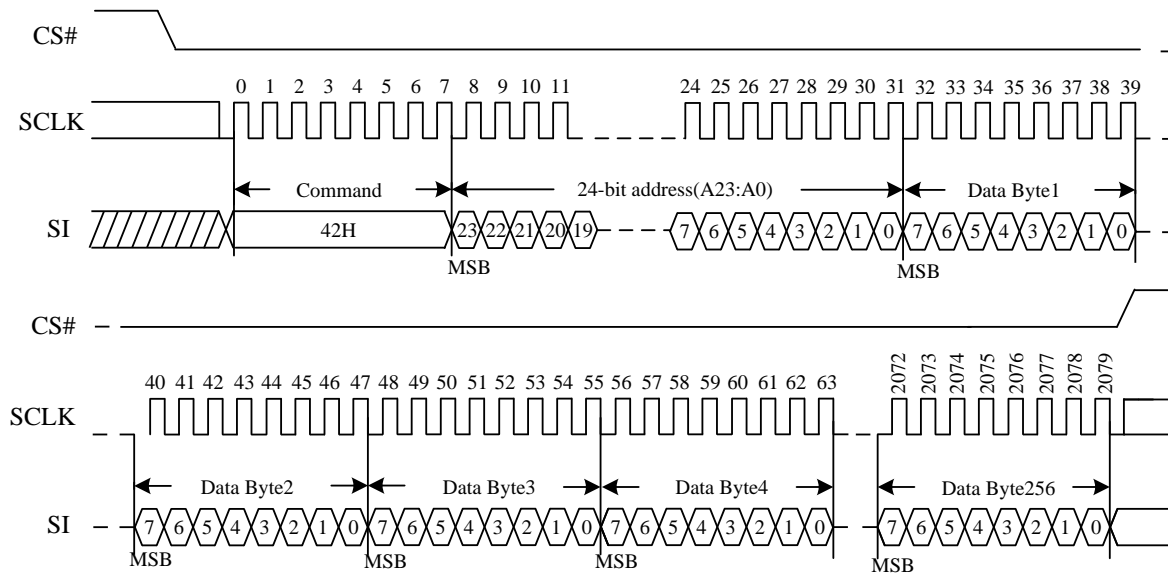 CS#
0 1 2 3 4 5 6 7 8 9 10 11 24 25 26 27 28 29 30 31 32 33 34 35 36 37 38 39
SCLK
Command 24-bit address(A23:A0) Data Byte1
SI 42H 23 22 21 20 19 7 6 5 4 3 2 1 0 7 6 5 4 3 2 1 0
MSB MSB
CS#
40 41 42 43 44 45 46 47 48 49 50 51 52 53 54 55 56 57 58 59 60 61 62 63 2072 2073 2074 2075 2076 2077 2078 2079
SCLK
Data Byte2 Data Byte3 Data Byte4 Data Byte256
SI 7 6 5 4 3 2 1 0 7 6 5 4 3 2 1 0 7 6 5 4 3 2 1 0 7 6 5 4 3 2 1 0
MSB MSB MSB MSB